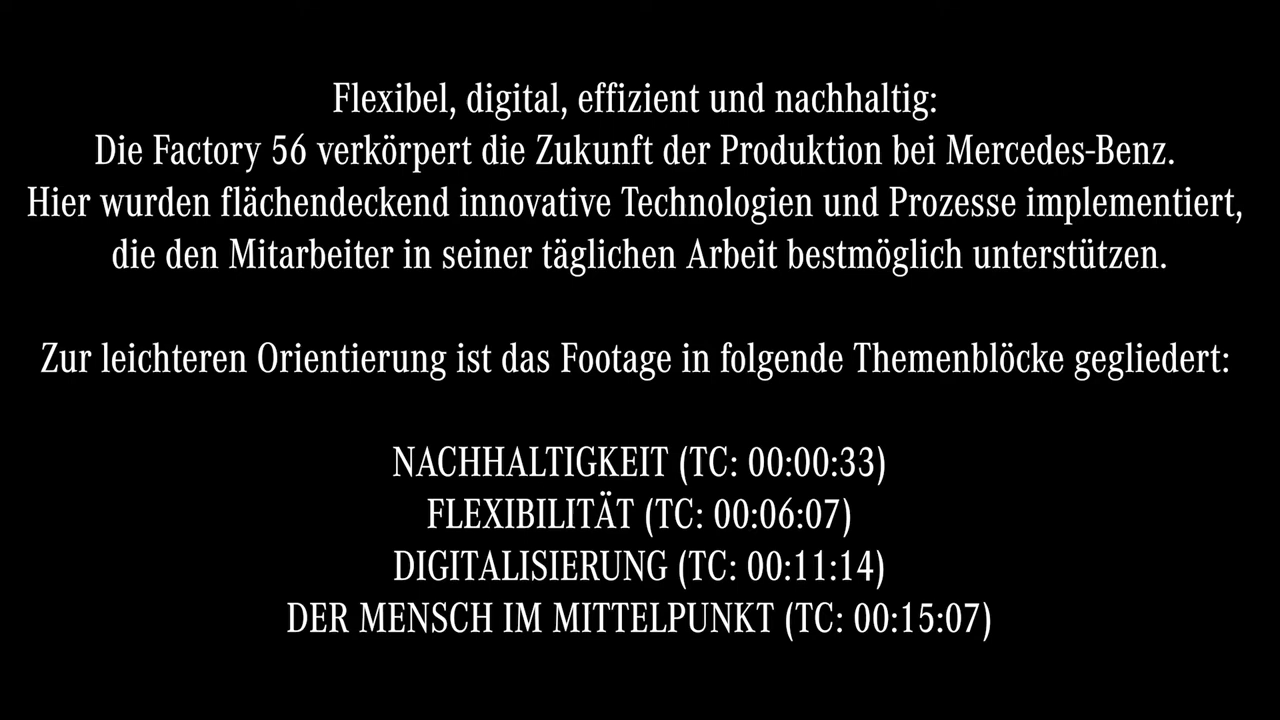 Flexibel, digital, effizient und nachhaltig:
Die Factory 56 verkörpert die Zukunft der Produktion bei Mercedes-Benz.
Hier wurden flächendeckend innovative Technologien und Prozesse implementiert,
die den Mitarbeiter in seiner täglichen Arbeit bestmöglich unterstützen.
Zur leichteren Orientierung ist das Footage in folgende Themenblöcke gegliedert:
NACHHALTIGKEIT (TC: 00:00:33)
FLEXIBILITÄT (TC: 00:06:07)
DIGITALISIERUNG (TC: 00:11:14)
DER MENSCH IM MITTELPUNKT (TC: 00:15:07)